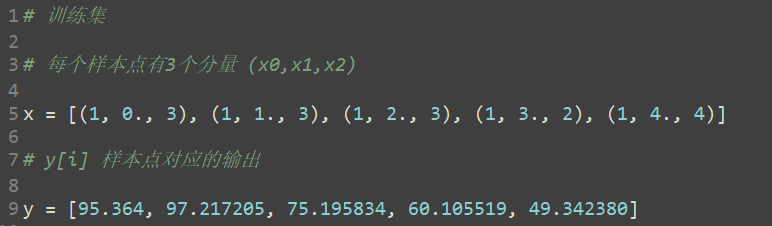 1# 训练集
2
3# 每个样本点有3个分量 (x0,x1,x2)
4
5x = [(1, 0., 3), (1, 1., 3), (1, 2., 3), (1, 3., 2), (1, 4., 4)]
6
7# y[i] 样本点对应的输出
8
9y = [95.364, 97.217205, 75.195834, 60.105519, 49.342380]